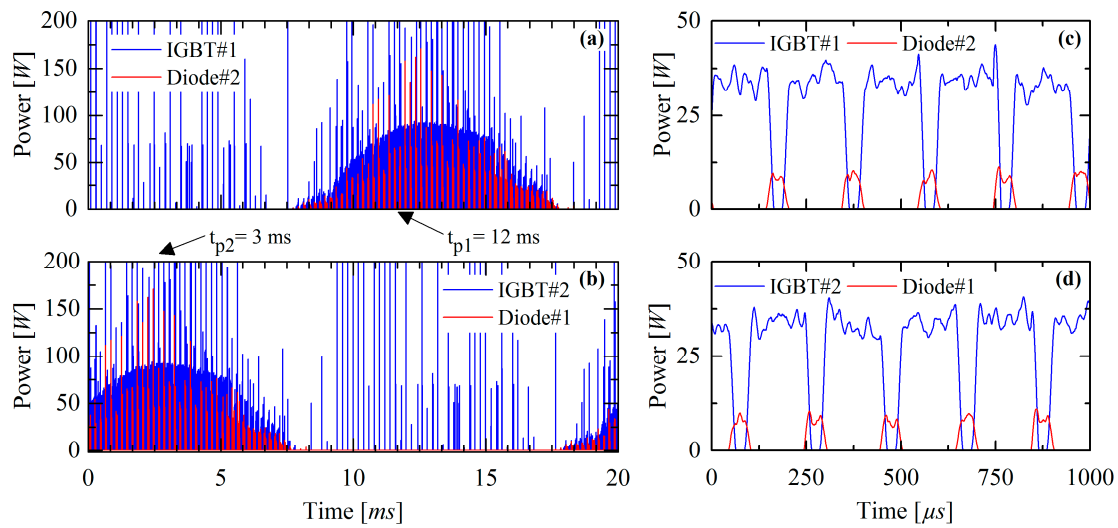 200
150
100
50
0
Power [W]
IGBT#1
Diode#2
(a)
t_p2= 3 ms
t_p1= 12 ms
200
150
100
50
0
Power [W]
IGBT#2
Diode#1
(b)
0 5 10 15 20
Time [ms]
50
25
0
Power [W]
IGBT#1 Diode#2 (c)
50
25
0
Power [W]
IGBT#2 Diode#1 (d)
0 250 500 750 1000
Time [μs]